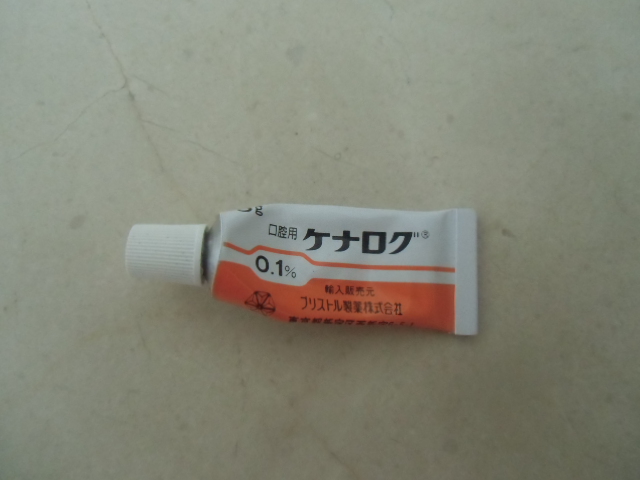 g
口腔用 ケナログ®
0.1%
輸入販売元
ブリストル製薬株式会社